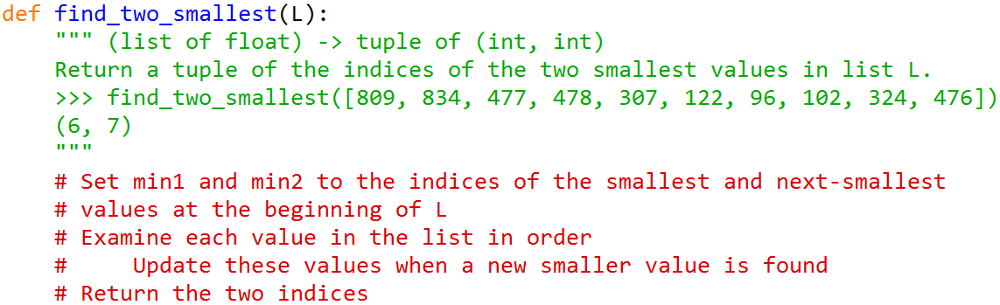 def find_two_smallest(L):
    """ (list of float) -> tuple of (int, int)
    Return a tuple of the indices of the two smallest values in list L.
    >>> find_two_smallest([809, 834, 477, 478, 307, 122, 96, 102, 324, 476])
    (6, 7)
    """
    # Set min1 and min2 to the indices of the smallest and next-smallest
    # values at the beginning of L
    # Examine each value in the list in order
    #     Update these values when a new smaller value is found
    # Return the two indices